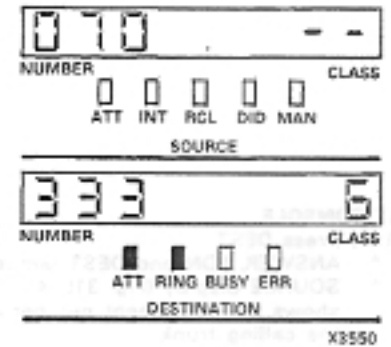 070 --
NUMBER CLASS
ATT INT RCL DID MAN
SOURCE
333 6
NUMBER CLASS
ATT RING BUSY ERR
DESTINATION
X3550